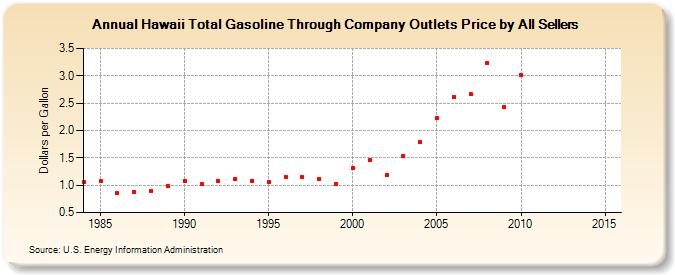 Annual Hawaii Total Gasoline Through Company Outlets Price by All Sellers
Dollars per Gallon
3.5
3.0
2.5
2.0
1.5
1.0
0.5
1985 1990 1995 2000 2005 2010 2015
Source: U.S. Energy Information Administration